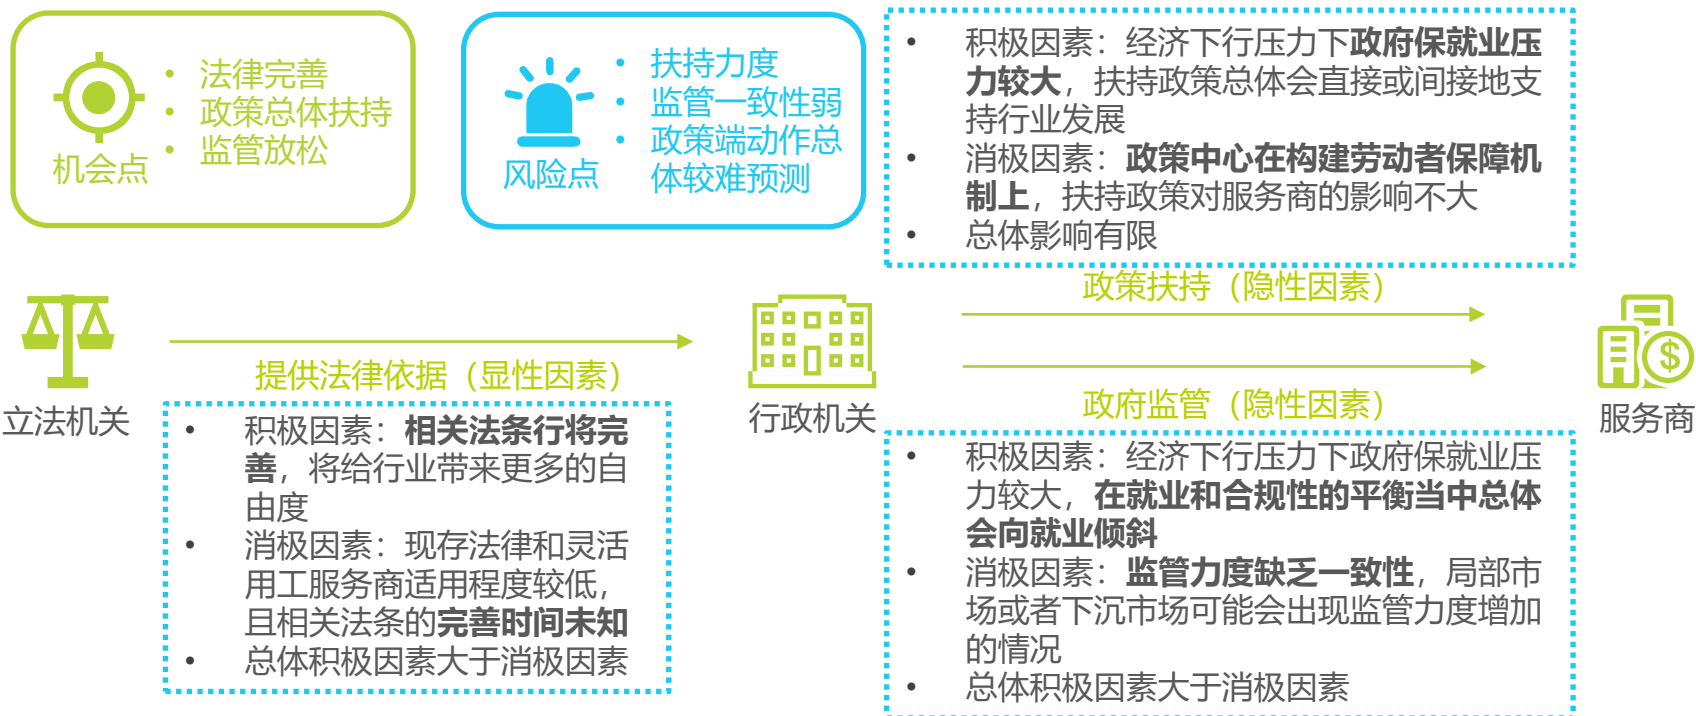 法律完善
政策总体扶持
监管放松
机会点
扶持力度
监管一致性弱
政策端动作总
体较难预测
风险点
• 积极因素：经济下行压力下政府保就业压
力较大，扶持政策总体会直接或间接地支
持行业发展
• 消极因素：政策中心在构建劳动者保障机
制上，扶持政策对服务商的影响不大
• 总体影响有限
政策扶持（隐性因素）
提供法律依据（显性因素）
政府监管（隐性因素）
立法机关
行政机关
服务商
• 积极因素：相关法条行将完
善，将给行业带来更多的自
由度
• 消极因素：现存法律和灵活
用工服务商适用程度较低，
且相关法条的完善时间未知
• 总体积极因素大于消极因素
• 积极因素：经济下行压力下政府保就业压
力较大，在就业和合规性的平衡当中总体
会向就业倾斜
• 消极因素：监管力度缺乏一致性，局部市
场或者下沉市场可能会出现监管力度增加
的情况
• 总体积极因素大于消极因素